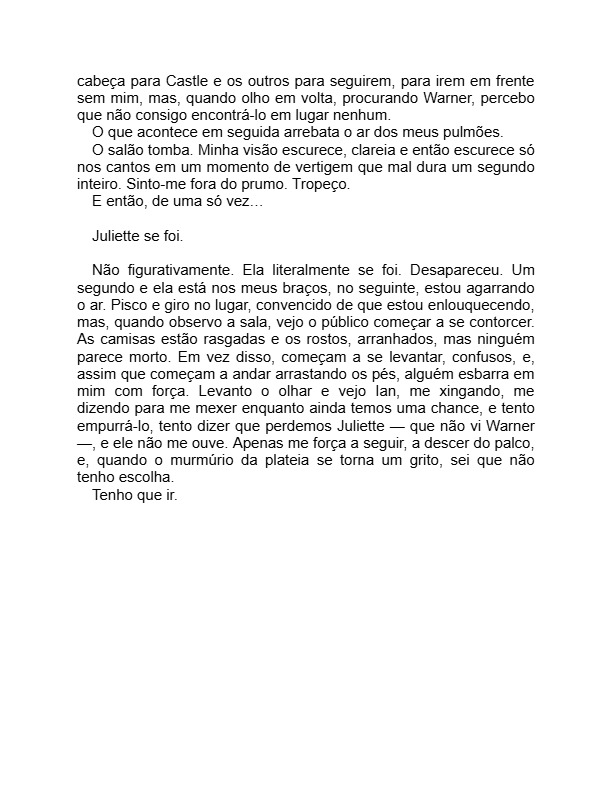 cabeça para Castle e os outros para seguirem, para irem em frente
sem mim, mas, quando olho em volta, procurando Warner, percebo
que não consigo encontrá-lo em lugar nenhum.
O que acontece em seguida arrebata o ar dos meus pulmões.
O salão tomba. Minha visão escurece, clareia e então escurece só
nos cantos em um momento de vertigem que mal dura um segundo
inteiro. Sinto-me fora do prumo. Tropeço.
E então, de uma só vez…
Juliette se foi.
Não figurativamente. Ela literalmente se foi. Desapareceu. Um
segundo e ela está nos meus braços, no seguinte, estou agarrando
o ar. Pisco e giro no lugar, convencido de que estou enlouquecendo,
mas, quando observo a sala, vejo o público começar a se contorcer.
As camisas estão rasgadas e os rostos, arranhados, mas ninguém
parece morto. Em vez disso, começam a se levantar, confusos, e,
assim que começam a andar arrastando os pés, alguém esbarra em
mim com força. Levanto o olhar e vejo Ian, me xingando, me
dizendo para me mexer enquanto ainda temos uma chance, e tento
empurrá-lo, tento dizer que perdemos Juliette — que não vi Warner
—, e ele não me ouve. Apenas me força a seguir, a descer do palco,
e, quando o murmúrio da plateia se torna um grito, sei que não
tenho escolha.
Tenho que ir.